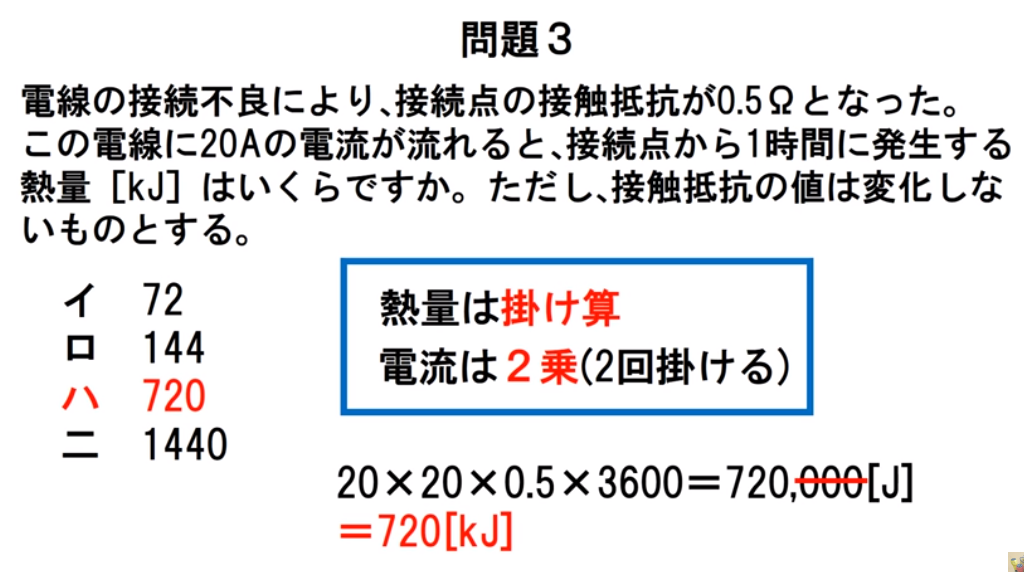 問題３
電線の接続不良により､接続点の接触抵抗が0.5Ωとなった。
この電線に20Aの電流が流れると､接続点から1時間に発生する
熱量［kJ］はいくらですか。ただし､接触抵抗の値は変化しな
いものとする。
イ 72
ロ 144
ハ 720
ニ 1440
熱量は掛け算
電流は２乗(2回掛ける)
20×20×0.5×3600＝720,000[J]
＝720[kJ]